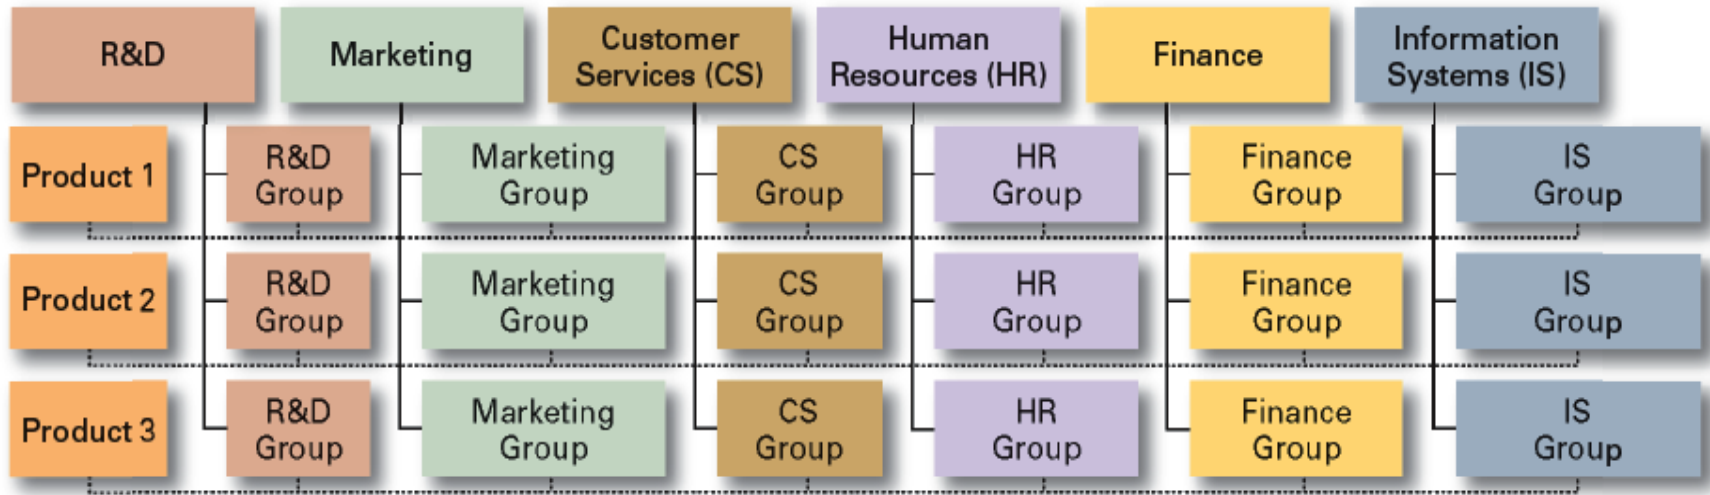 R&D
Marketing
Customer
Services (CS)
Human
Resources (HR)
Finance
Information
Systems (IS)
Product 1
R&D
Group
Marketing
Group
CS
Group
HR
Group
Finance
Group
IS
Group
Product 2
R&D
Group
Marketing
Group
CS
Group
HR
Group
Finance
Group
IS
Group
Product 3
R&D
Group
Marketing
Group
CS
Group
HR
Group
Finance
Group
IS
Group